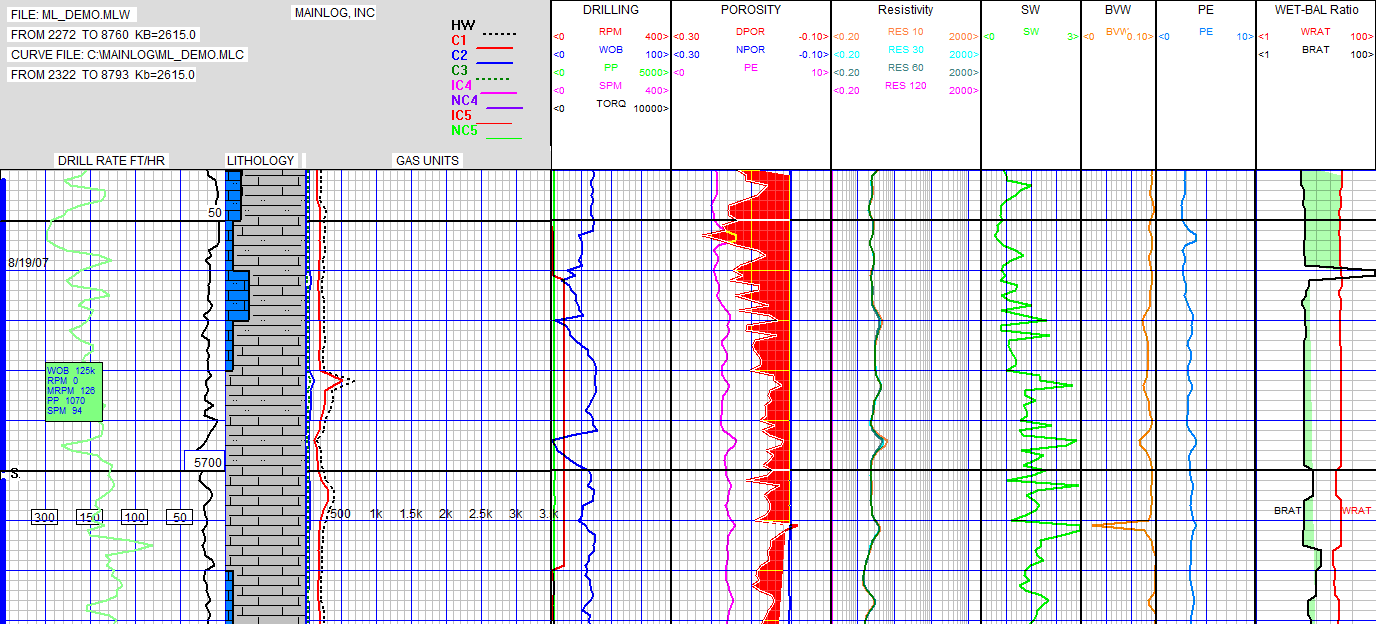 FILE: ML_DEMO.MLW
FROM 2272 TO 8760 KB=2615.0
CURVE FILE: C:\MAINLOG\ML_DEMO.MLC
FROM 2322 TO 8793 Kb=2615.0
MAINLOG, INC
HW
C1
C2
C3
IC4
NC4
IC5
NC5
DRILL RATE FT/HR
LITHOLOGY
GAS UNITS
DRILLING
<0 RPM 400>
<0 WOB 100>
<0 PP 5000>
<0 SPM 400>
<0 TORQ 10000>
POROSITY
<0.30 DPOR -0.10>
<0.30 NPOR -0.10>
<0 PE 10>
Resistivity
<0.20 RES 10 2000>
<0.20 RES 30 2000>
<0.20 RES 60 2000>
<0.20 RES 120 2000>
SW
<0 SW 3>
BVW
<0 BVW 0.10>
PE
<0 PE 10>
WET-BAL Ratio
<1 WRAT 100>
<1 BRAT 100>
50
8/19/07
WOB 125k
RPM 0
MRPM 126
PP 1070
SPM 94
5700
S
300 150 100 50
500 1k 1.5k 2k 2.5k 3k
BRAT WRAT